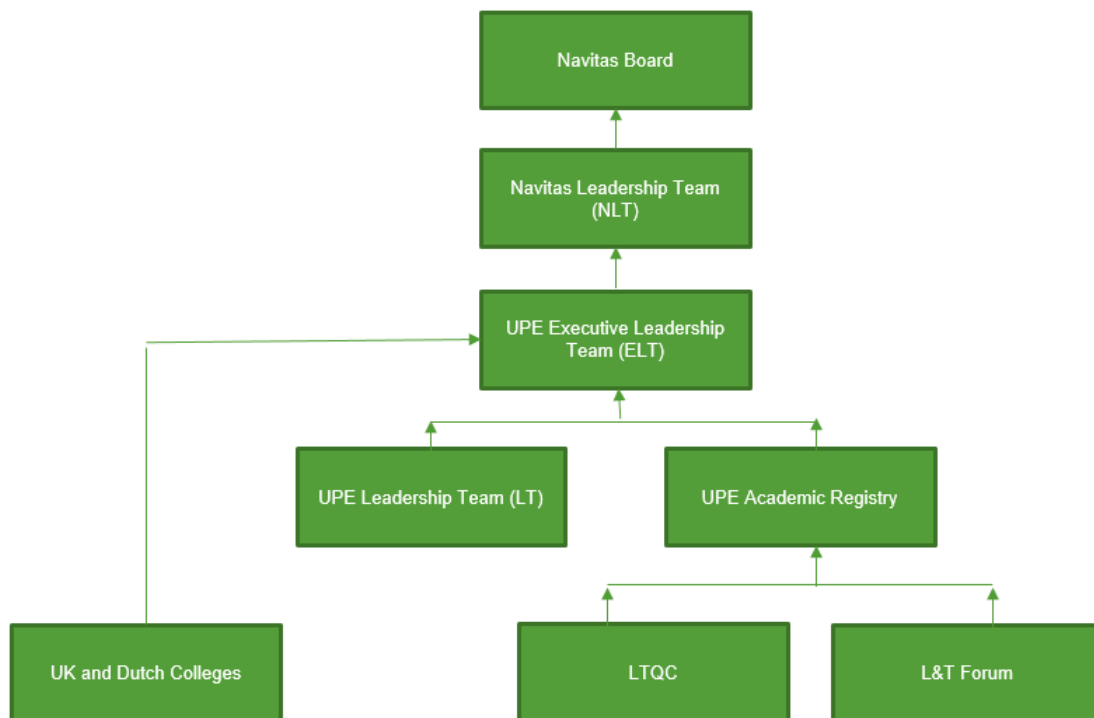 Navitas Board
Navitas Leadership Team
(NLT)
UPE Executive Leadership
Team (ELT)
UPE Leadership Team (LT)
UPE Academic Registry
UK and Dutch Colleges
LTQC
L&T Forum